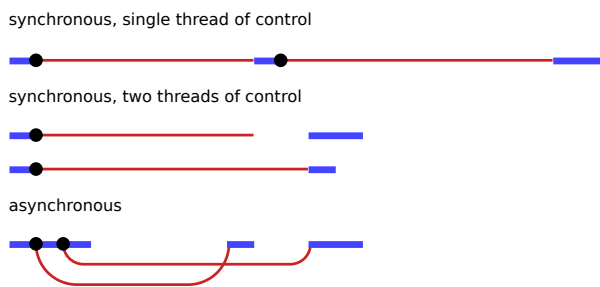 synchronous, single thread of control
synchronous, two threads of control
asynchronous